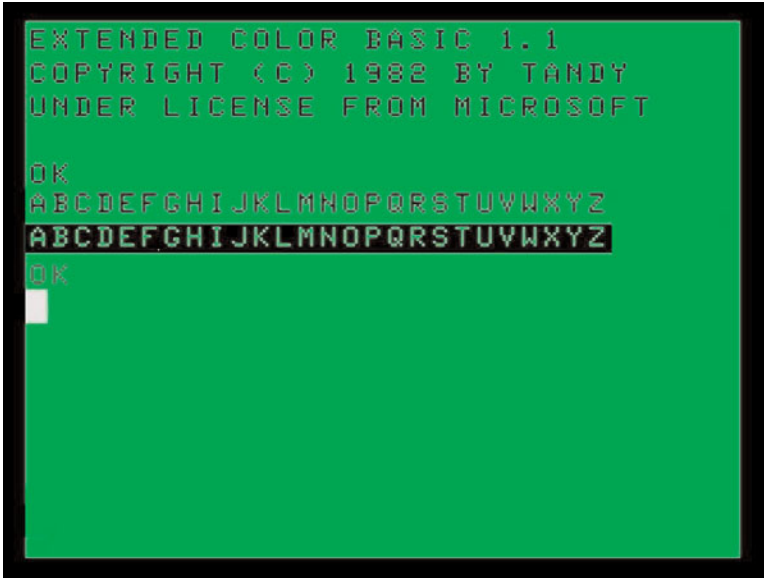 EXTENDED COLOR BASIC 1.1
COPYRIGHT (C) 1982 BY TANDY
UNDER LICENSE FROM MICROSOFT
OK
ABCDEFGHIJKLMNOPQRSTUVWXYZ
ABCDEFGHIJKLMNOPQRSTUVWXYZ
OK